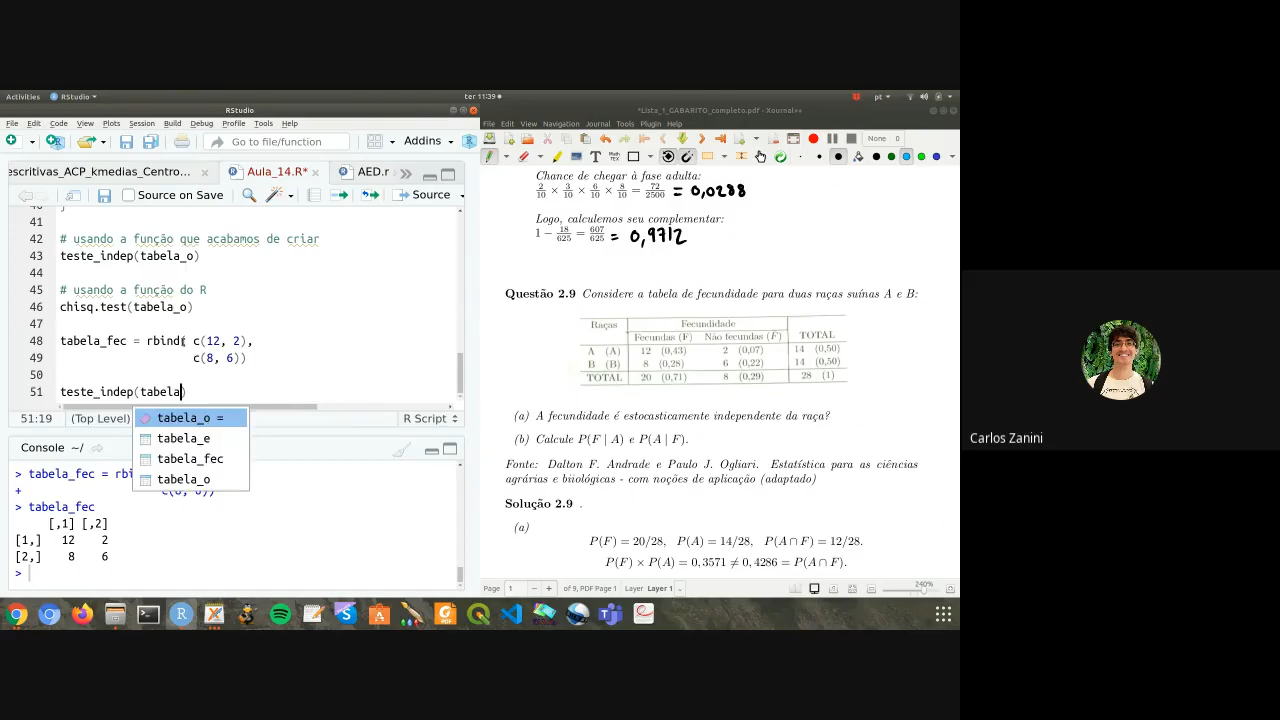 Activities RStudio ter 11:39 pt
RStudio
File Edit Code View Plots Session Build Debug Profile Tools Help
Go to file/function Addins
escritivas_ACP_kmedias_Centro... Aula_14.R* AED.r
Source on Save Source
41
42 # usando a função que acabamos de criar
43 teste_indep(tabela_o)
44
45 # usando a função do R
46 chisq.test(tabela_o)
47
48 tabela_fec = rbind( c(12, 2),
49 c(8, 6))
50
51 teste_indep(tabela)
51:19 (Top Level) R Script
tabela_o =
tabela_e
tabela_fec
tabela_o
Console ~/
> tabela_fec = rbi
+
> tabela_fec
[,1] [,2]
[1,] 12 2
[2,] 8 6
>
*Lista_1_GABARITO_completo.pdf - Xournal++
File Edit View Navigation Journal Tools Plugin Help
None 0
Chance de chegar à fase adulta:
2/10 × 3/10 × 6/10 × 8/10 = 72/2500 = 0,0288
Logo, calculemos seu complementar:
1 − 18/625 = 607/625 = 0,9712
Questão 2.9 Considere a tabela de fecundidade para duas raças suínas A e B:
Raças Fecundidade TOTAL
Fecundas (F) Não fecundas (F̄)
A (A) 12 (0,43) 2 (0,07) 14 (0,50)
B (B) 8 (0,28) 6 (0,22) 14 (0,50)
TOTAL 20 (0,71) 8 (0,29) 28 (1)
(a) A fecundidade é estocasticamente independente da raça?
(b) Calcule P(F | A) e P(A | F).
Fonte: Dalton F. Andrade e Paulo J. Ogliari. Estatística para as ciências
agrárias e biiológicas - com noções de aplicação (adaptado)
Solução 2.9 .
(a)
P(F) = 20/28, P(A) = 14/28, P(A ∩ F) = 12/28.
P(F) × P(A) = 0,3571 ≠ 0,4286 = P(A ∩ F).
Page 1 of 9, PDF Page 1 Layer Layer 1 240%
Carlos Zanini